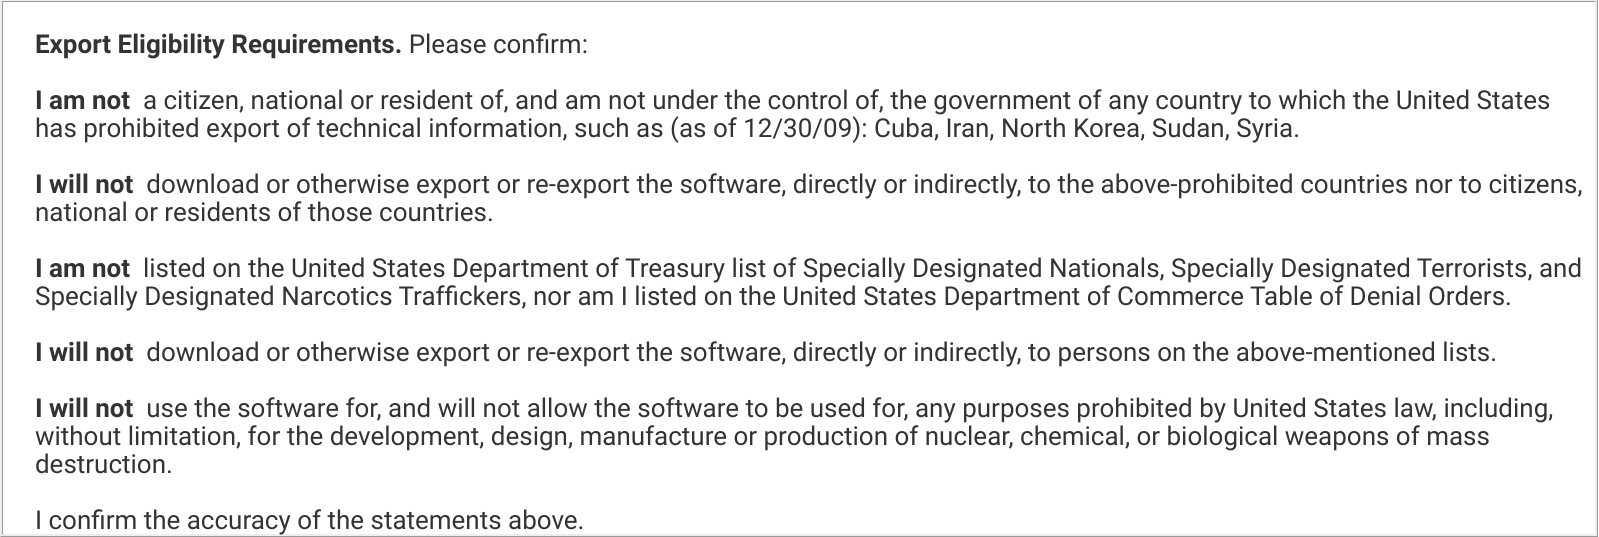 Export Eligibility Requirements. Please confirm:
I am not a citizen, national or resident of, and am not under the control of, the government of any country to which the United States
has prohibited export of technical information, such as (as of 12/30/09): Cuba, Iran, North Korea, Sudan, Syria.
I will not download or otherwise export or re-export the software, directly or indirectly, to the above-prohibited countries nor to citizens,
national or residents of those countries.
I am not listed on the United States Department of Treasury list of Specially Designated Nationals, Specially Designated Terrorists, and
Specially Designated Narcotics Traffickers, nor am I listed on the United States Department of Commerce Table of Denial Orders.
I will not download or otherwise export or re-export the software, directly or indirectly, to persons on the above-mentioned lists.
I will not use the software for, and will not allow the software to be used for, any purposes prohibited by United States law, including,
without limitation, for the development, design, manufacture or production of nuclear, chemical, or biological weapons of mass
destruction.
I confirm the accuracy of the statements above.